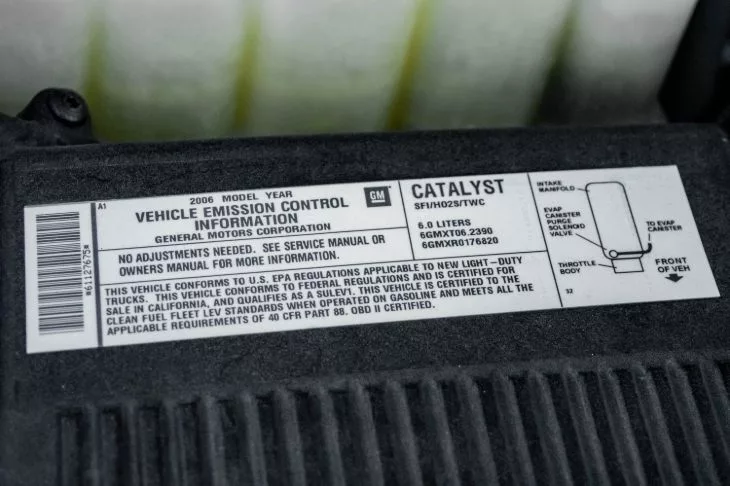 *61127675*
A1
2006 MODEL YEAR
VEHICLE EMISSION CONTROL
INFORMATION
GENERAL MOTORS CORPORATION
GM
NO ADJUSTMENTS NEEDED. SEE SERVICE MANUAL OR
OWNERS MANUAL FOR MORE INFORMATION.
CATALYST
SFI/HO2S/TWC
6.0 LITERS
6GMXT06.2390
6GMXR0176820
THIS VEHICLE CONFORMS TO U.S. EPA REGULATIONS APPLICABLE TO NEW LIGHT-DUTY
TRUCKS. THIS VEHICLE CONFORMS TO FEDERAL REGULATIONS AND IS CERTIFIED FOR
SALE IN CALIFORNIA, AND QUALIFIES AS A SULEV1. THIS VEHICLE IS CERTIFIED TO THE
CLEAN FUEL FLEET LEV STANDARDS WHEN OPERATED ON GASOLINE AND MEETS ALL THE
APPLICABLE REQUIREMENTS OF 40 CFR PART 88. OBD II CERTIFIED.
INTAKE
MANIFOLD
EVAP
CANISTER
PURGE
SOLENOID
VALVE
THROTTLE
BODY
TO EVAP
CANISTER
FRONT
OF VEH
32